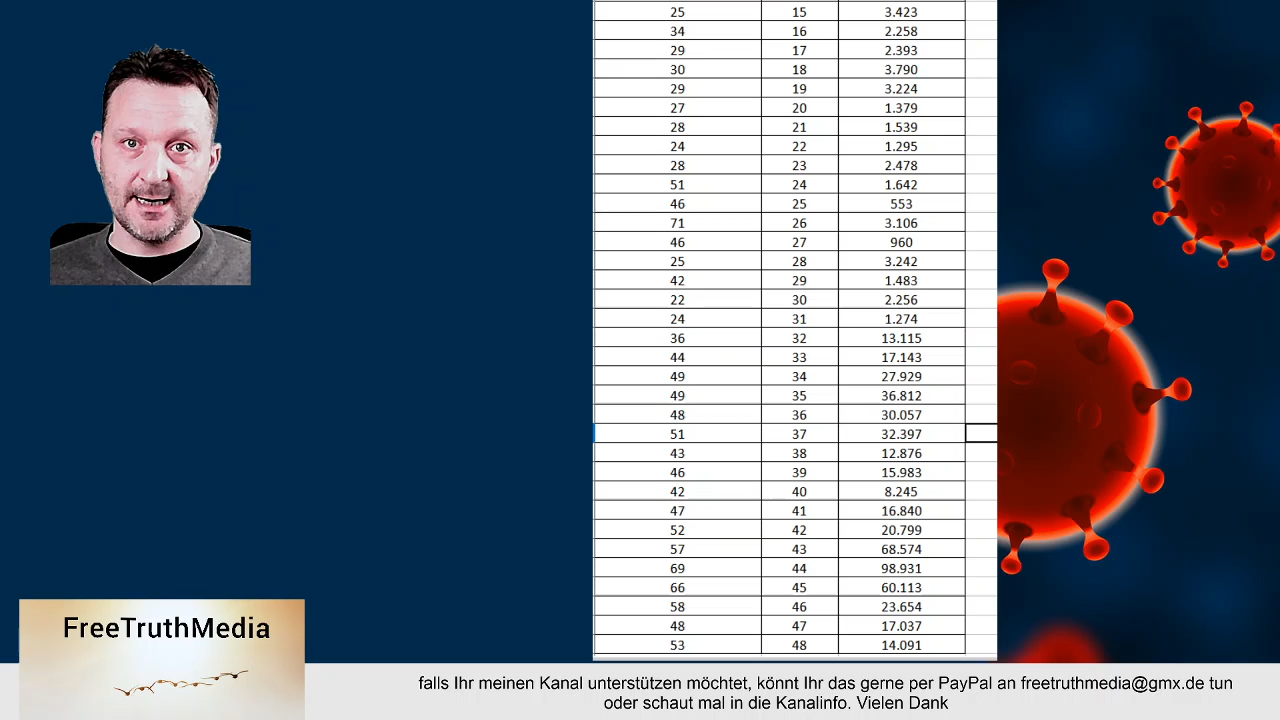 25 15 3.423
34 16 2.258
29 17 2.393
30 18 3.790
29 19 3.224
27 20 1.379
28 21 1.539
24 22 1.295
28 23 2.478
51 24 1.642
46 25 553
71 26 3.106
46 27 960
25 28 3.242
42 29 1.483
22 30 2.256
24 31 1.274
36 32 13.115
44 33 17.143
49 34 27.929
49 35 36.812
48 36 30.057
51 37 32.397
43 38 12.876
46 39 15.983
42 40 8.245
47 41 16.840
52 42 20.799
57 43 68.574
69 44 98.931
66 45 60.113
58 46 23.654
48 47 17.037
53 48 14.091
FreeTruthMedia
falls Ihr meinen Kanal unterstützen möchtet, könnt Ihr das gerne per PayPal an freetruthmedia@gmx.de tun
oder schaut mal in die Kanalinfo. Vielen Dank